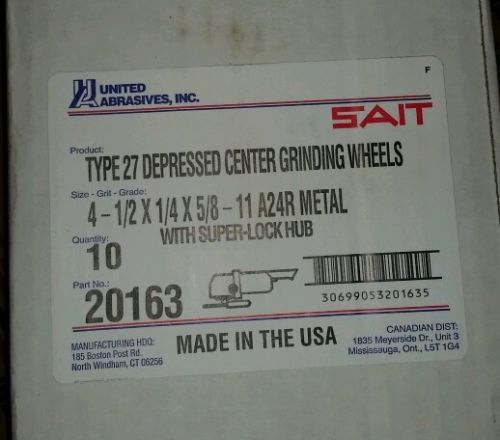 F
UNITED
ABRASIVES, INC.
SAIT
Product:
TYPE 27 DEPRESSED CENTER GRINDING WHEELS
Size - Grit - Grade:
4 - 1/2 X 1/4 X 5/8 - 11 A24R METAL
WITH SUPER-LOCK HUB
Quantity:
10
Part No.:
20163
30699053201635
MANUFACTURING HDQ:
185 Boston Post Rd.
North Windham, CT 06256
MADE IN THE USA
CANADIAN DIST:
1835 Meyerside Dr., Unit 3
Mississauga, Ont., L5T 1G4